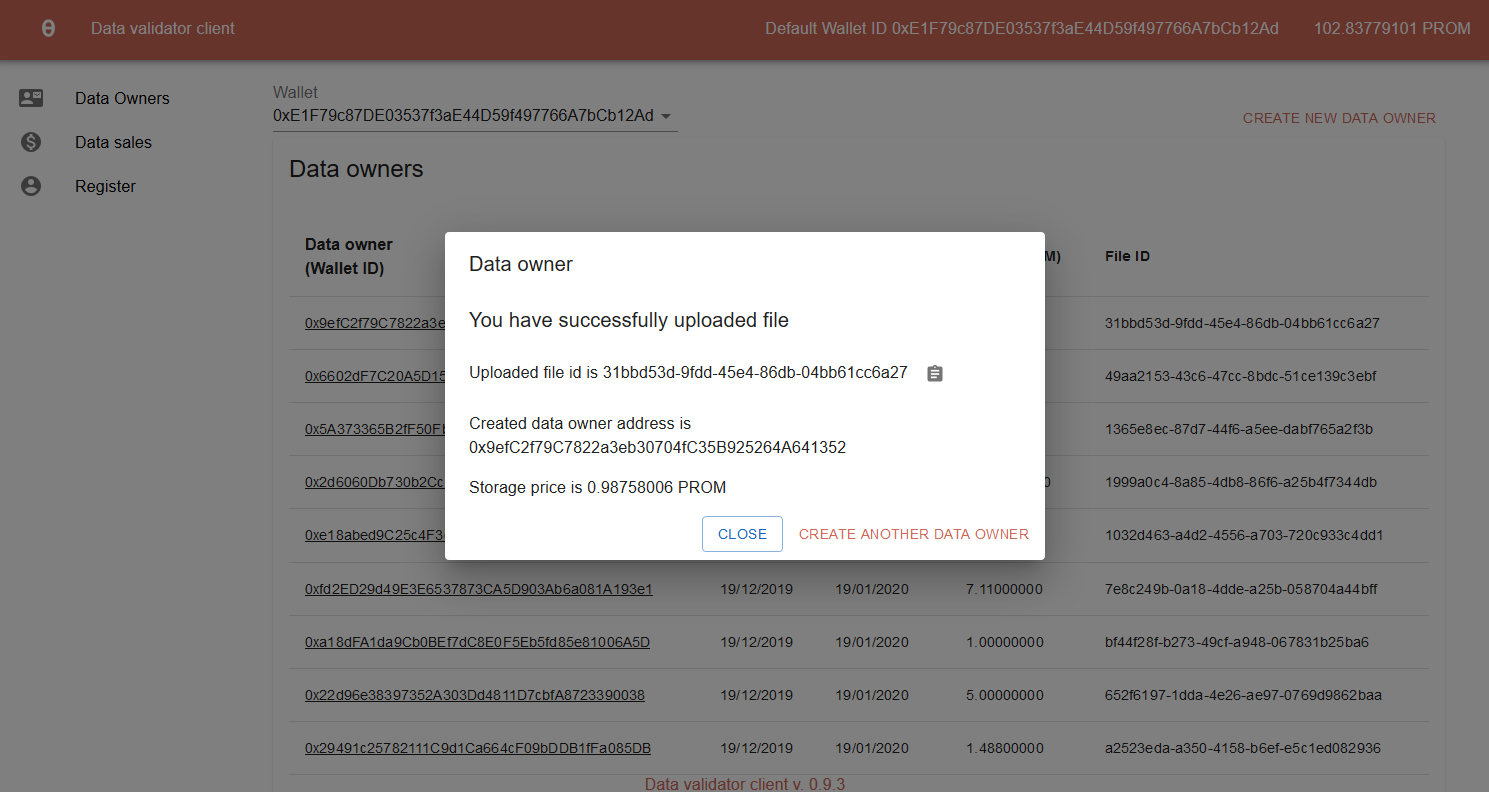 Data validator client
Default Wallet ID 0xE1F79c87DE03537f3aE44D59f497766A7bCb12Ad
102.83779101 PROM
Data Owners
Data sales
Register
Wallet
0xE1F79c87DE03537f3aE44D59f497766A7bCb12Ad
CREATE NEW DATA OWNER
Data owners
Data owner
(Wallet ID)
M)
File ID
0x9efC2f79C7822a3e
31bbd53d-9fdd-45e4-86db-04bb61cc6a27
0x6602dF7C20A5D15
49aa2153-43c6-47cc-8bdc-51ce139c3ebf
0x5A373365B2fF50F
1365e8ec-87d7-44f6-a5ee-dabf765a2f3b
0x2d6060Db730b2Cc
0
1999a0c4-8a85-4db8-86f6-a25b4f7344db
0xe18abed9C25c4F3
1032d463-a4d2-4556-a703-720c933c4dd1
Data owner
You have successfully uploaded file
Uploaded file id is 31bbd53d-9fdd-45e4-86db-04bb61cc6a27
Created data owner address is
0x9efC2f79C7822a3eb30704fC35B925264A641352
Storage price is 0.98758006 PROM
CLOSE
CREATE ANOTHER DATA OWNER
0xfd2ED29d49E3E6537873CA5D903Ab6a081A193e1 19/12/2019 19/01/2020 7.11000000 7e8c249b-0a18-4dde-a25b-058704a44bff
0xa18dFA1da9Cb0BEf7dC8E0F5Eb5fd85e81006A5D 19/12/2019 19/01/2020 1.00000000 bf44f28f-b273-49cf-a948-067831b25ba6
0x22d96e38397352A303Dd4811D7cbfA8723390038 19/12/2019 19/01/2020 5.00000000 652f6197-1dda-4e26-ae97-0769d9862baa
0x29491c25782111C9d1Ca664cF09bDDB1fFa085DB 19/12/2019 19/01/2020 1.48800000 a2523eda-a350-4158-b6ef-e5c1ed082936
Data validator client v. 0.9.3